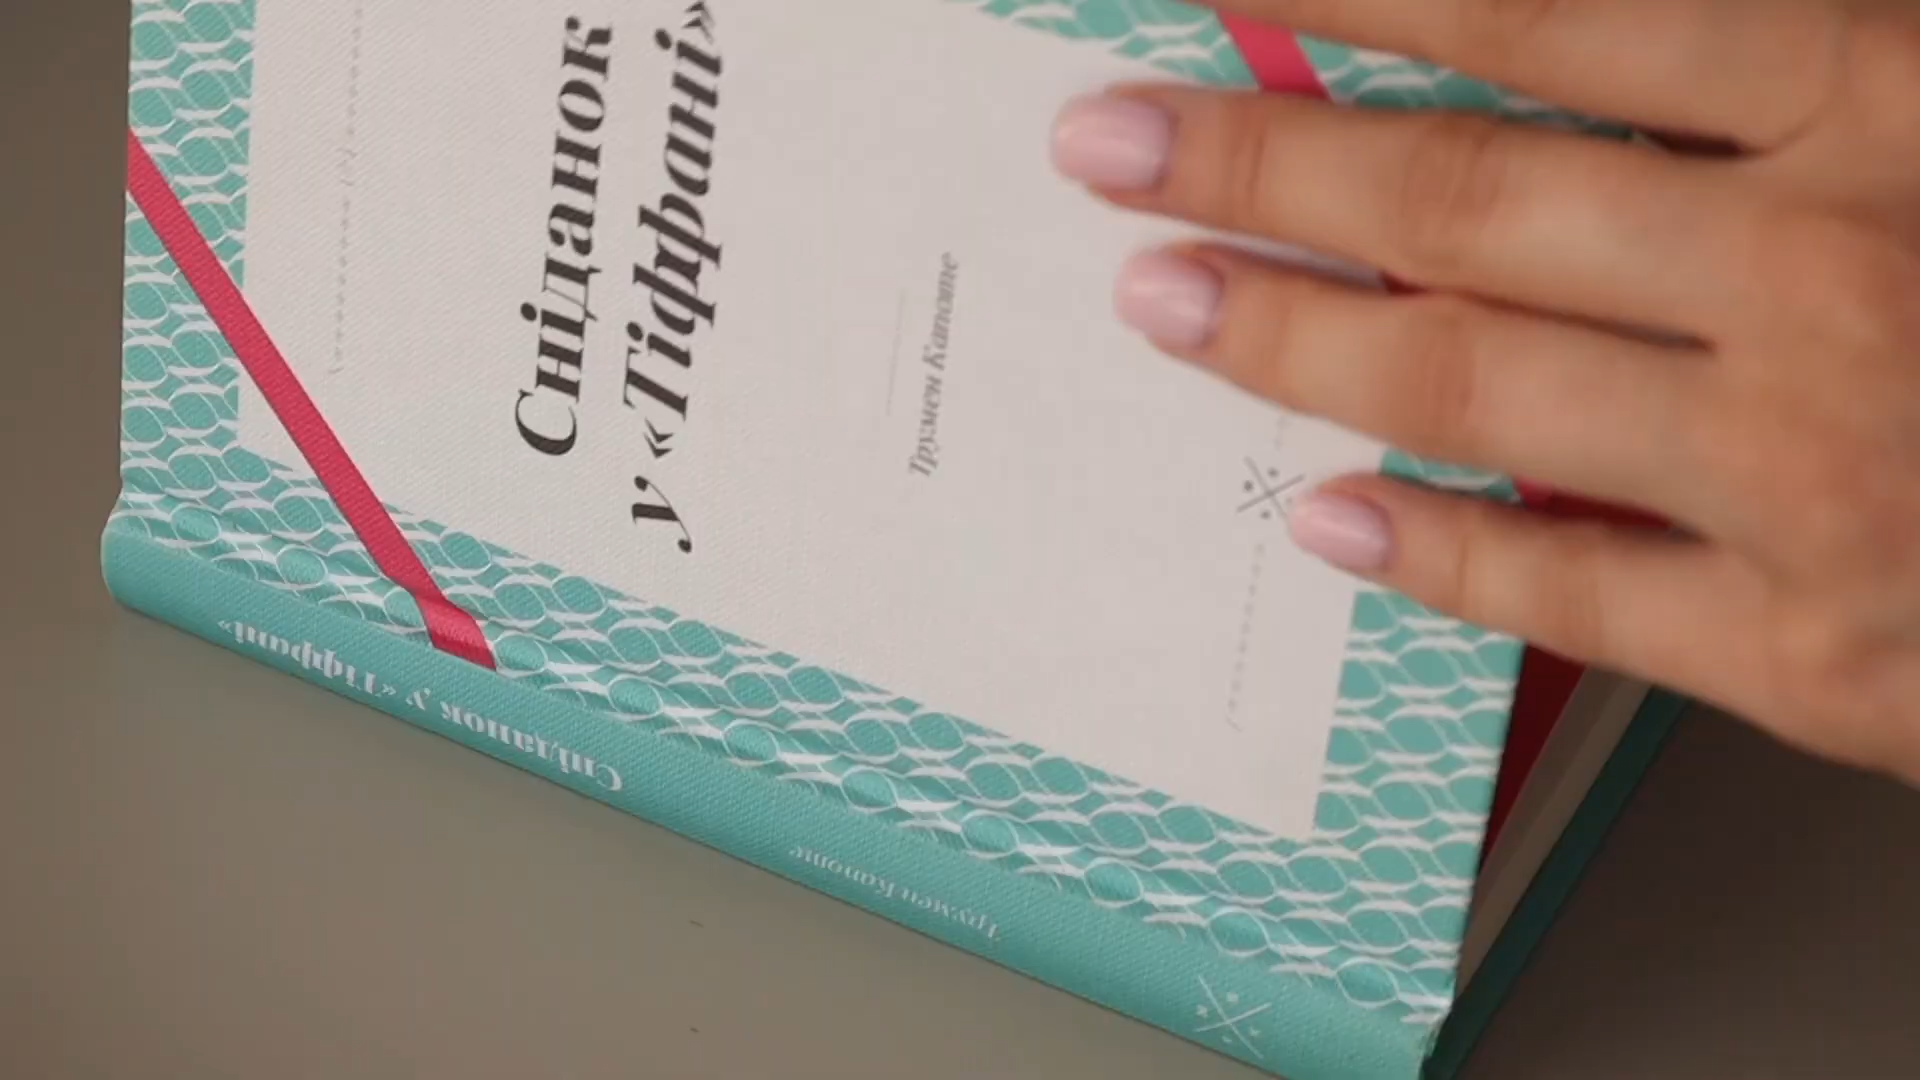 Сніданок
у «Тіффані»
Трумен Капоте
Сніданок у «Тіффані»
Трумен Капоте